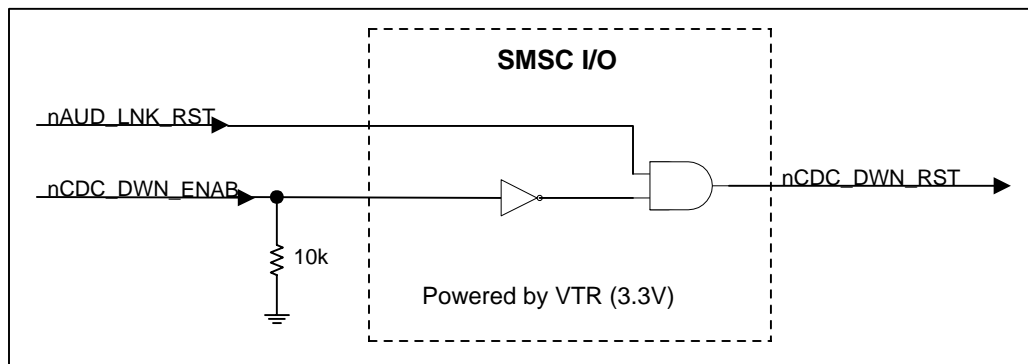 SMSC I/O
nAUD_LNK_RST
nCDC_DWN_ENAB
nCDC_DWN_RST
10k
Powered by VTR (3.3V)